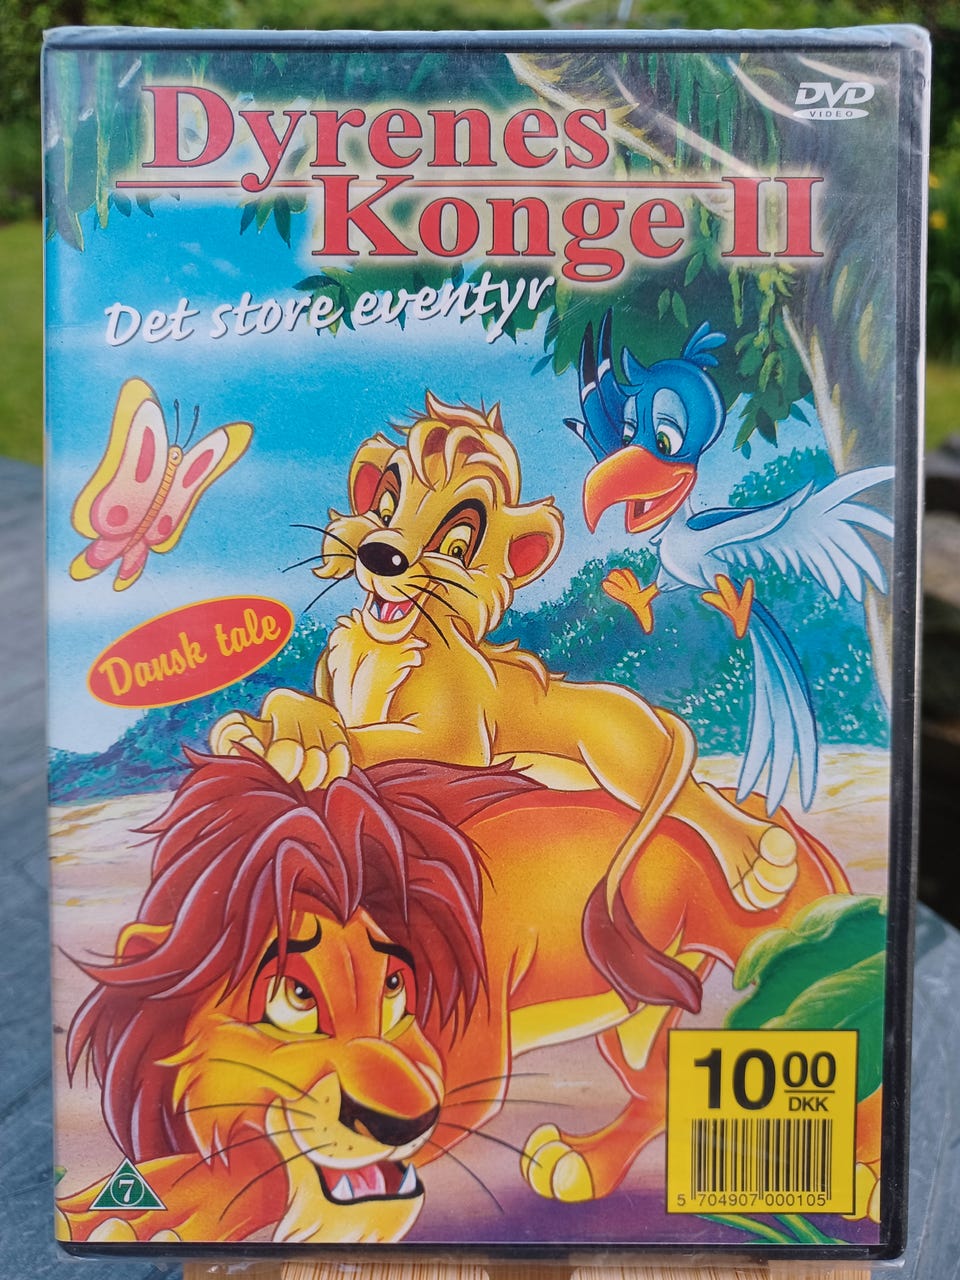 DVD
VIDEO
Dyrenes
Konge II
Det store eventyr
Dansk tale
10 00
DKK
5 704907 000105
7